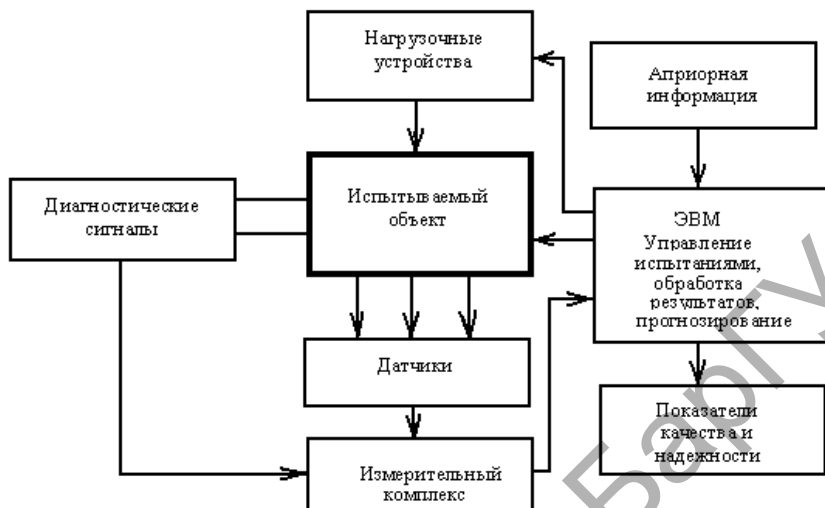 Нагрузочные
устройства
Априорная
информация
Диагностические
сигналы
Испытываемый
объект
ЭВМ
Управление
испытаниями,
обработка
результатов,
прогнозирование
Датчики
Показатели
качества и
надежности
Измерительный
комплекс
БарГУ